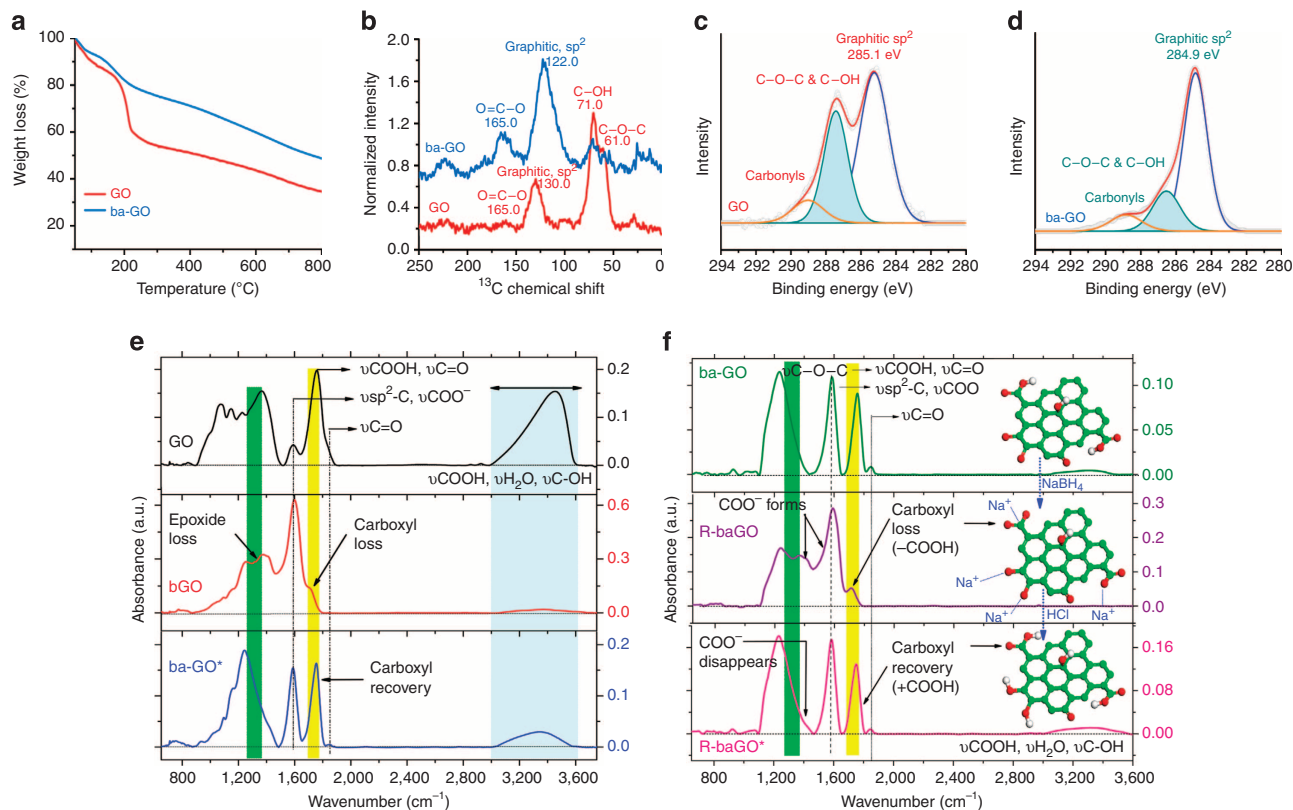 a
100
80
60
40
20
Weight loss (%)
GO
ba-GO
200
400
600
800
Temperature (°C)
b
2.0
1.6
1.2
0.8
0.4
0.0
Normalized intensity
Graphitic, sp²
122.0
O=C–O
165.0
C–OH
71.0
C–O–C
61.0
ba-GO
Graphitic, sp²
130.0
O=C–O
165.0
GO
250 200 150 100 50 0
¹³C chemical shift
c
Intensity
Graphitic sp²
285.1 eV
C–O–C & C–OH
Carbonyls
GO
294 292 290 288 286 284 282 280
Binding energy (eV)
d
Intensity
Graphitic sp²
284.9 eV
C–O–C & C–OH
Carbonyls
ba-GO
294 292 290 288 286 284 282 280
Binding energy (eV)
e
Absorbance (a.u.)
υCOOH, υC=O
υsp²-C, υCOO⁻
υC=O
GO
υCOOH, υH₂O, υC-OH
0.2
0.1
0.0
Epoxide
loss
Carboxyl
loss
bGO
0.6
0.3
0.0
Carboxyl
recovery
ba-GO*
0.2
0.1
0.0
800 1,200 1,600 2,000 2,400 2,800 3,200 3,600
Wavenumber (cm⁻¹)
f
Absorbance (a.u.)
ba-GO
υC–O–C
υCOOH, υC=O
υsp²-C, υCOO
υC=O
0.10
0.05
0.00
NaBH₄
COO⁻ forms
Carboxyl
loss
(–COOH)
R-baGO
Na⁺
Na⁺
Na⁺
Na⁺
HCl
0.3
0.2
0.1
0.0
COO⁻
disappears
Carboxyl
recovery
(+COOH)
R-baGO*
υCOOH, υH₂O, υC-OH
0.16
0.08
0.00
800 1,200 1,600 2,000 2,400 2,800 3,200 3,600
Wavenumber (cm⁻¹)